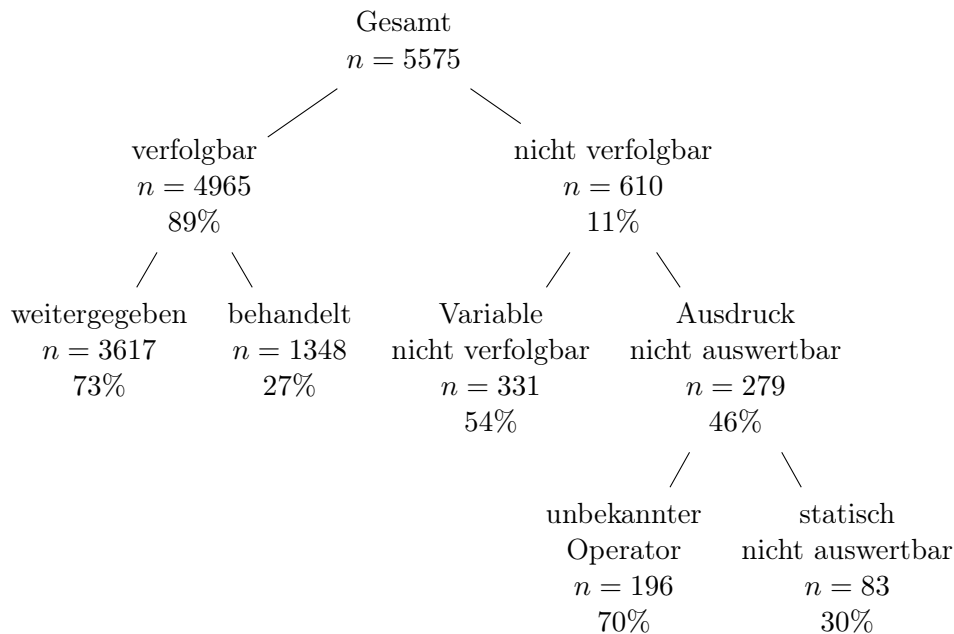 Gesamt
n = 5575
verfolgbar
n = 4965
89%
nicht verfolgbar
n = 610
11%
weitergegeben
n = 3617
73%
behandelt
n = 1348
27%
Variable
nicht verfolgbar
n = 331
54%
Ausdruck
nicht auswertbar
n = 279
46%
unbekannter
Operator
n = 196
70%
statisch
nicht auswertbar
n = 83
30%